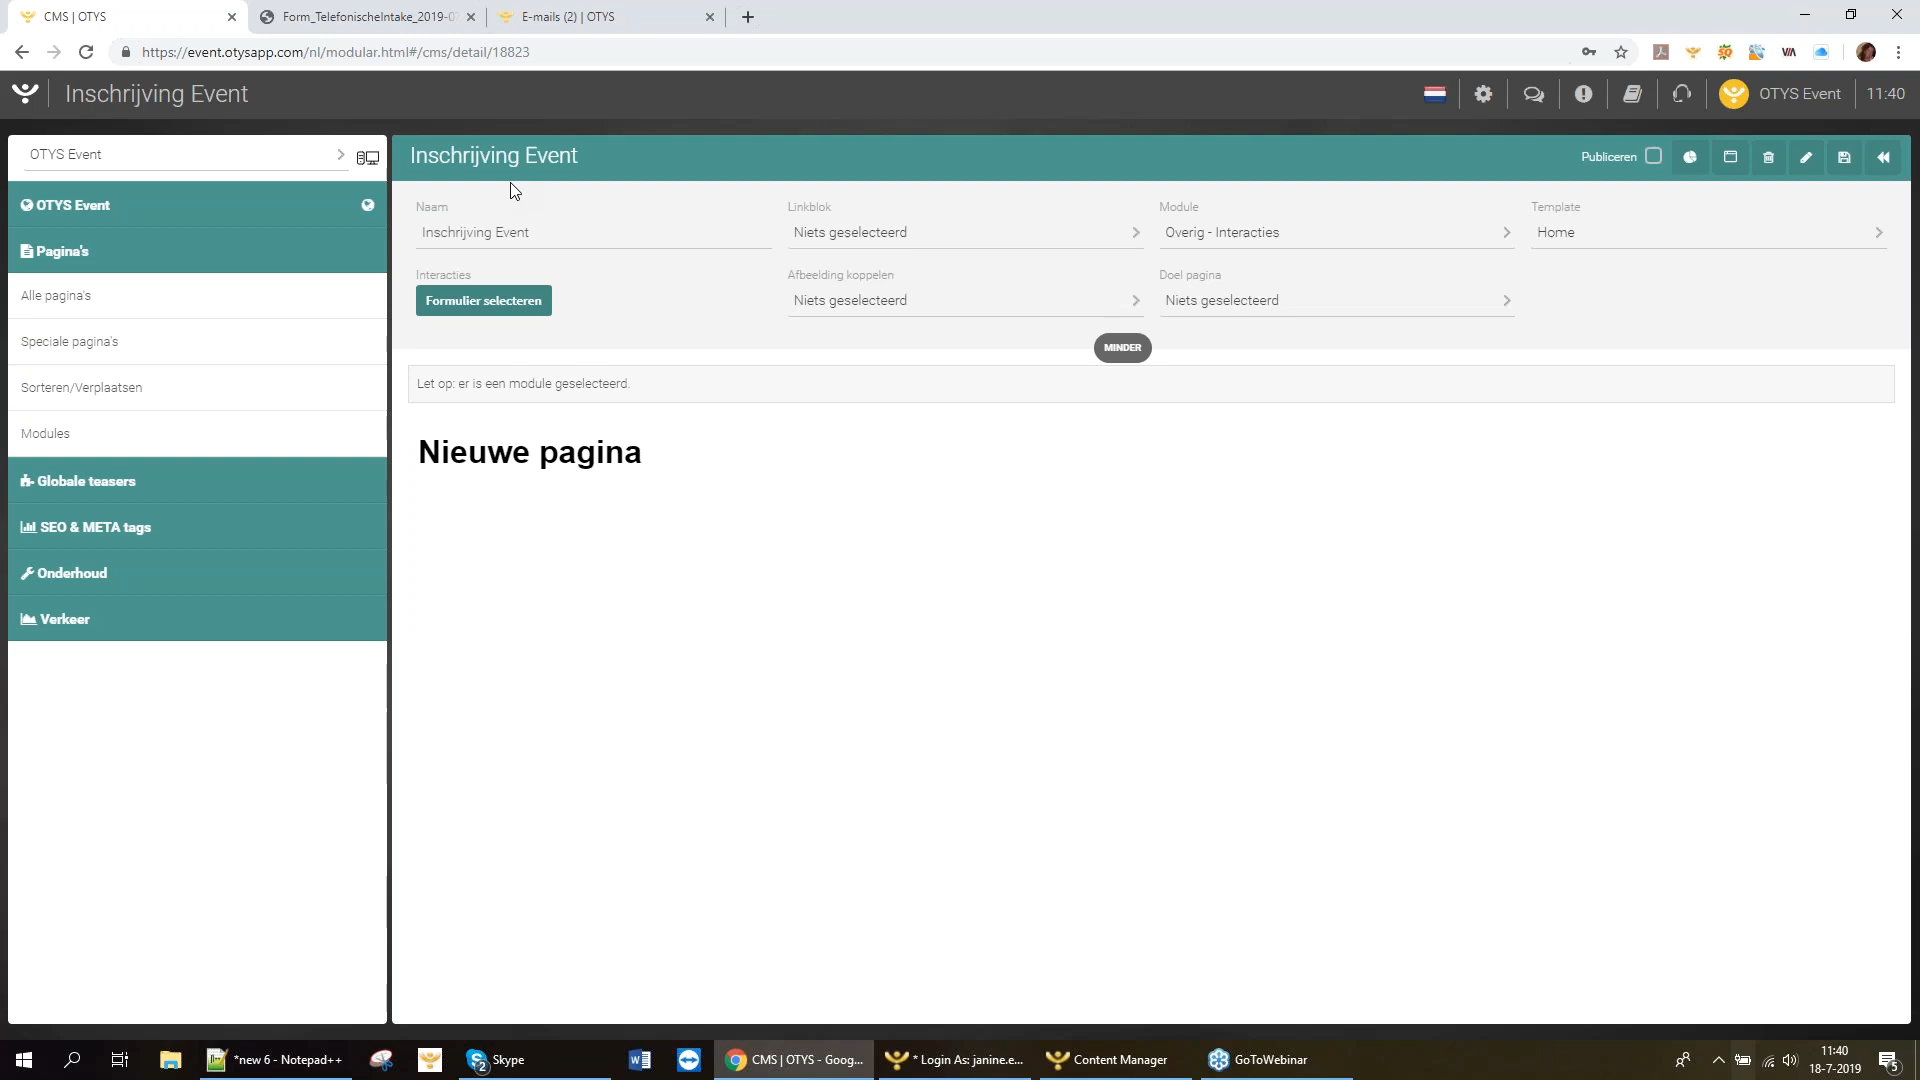 CMS | OTYS
Form_TelefonischeIntake_2019-0
E-mails (2) | OTYS
https://event.otysapp.com/nl/modular.html#/cms/detail/18823
Inschrijving Event
OTYS Event
11:40
OTYS Event
Inschrijving Event
Publiceren
OTYS Event
Pagina's
Alle pagina's
Speciale pagina's
Sorteren/Verplaatsen
Modules
Globale teasers
SEO & META tags
Onderhoud
Verkeer
Naam
Linkblok
Module
Template
Inschrijving Event
Niets geselecteerd
Overig - Interacties
Home
Interacties
Afbeelding koppelen
Doel pagina
Formulier selecteren
Niets geselecteerd
Niets geselecteerd
MINDER
Let op: er is een module geselecteerd.
Nieuwe pagina
*new 6 - Notepad++
2
Skype
CMS | OTYS - Goog...
* Login As: janine.e...
Content Manager
GoToWebinar
11:40
18-7-2019
5